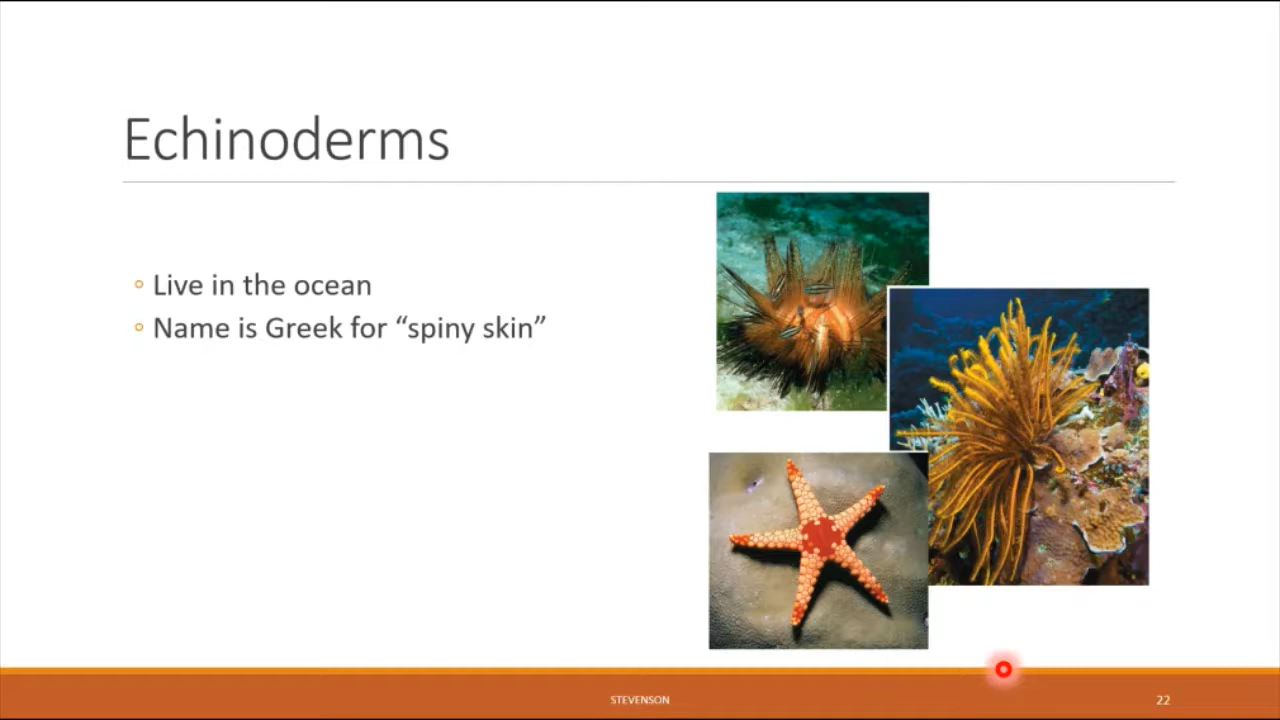 Echinoderms
◦ Live in the ocean
◦ Name is Greek for “spiny skin”
STEVENSON
22